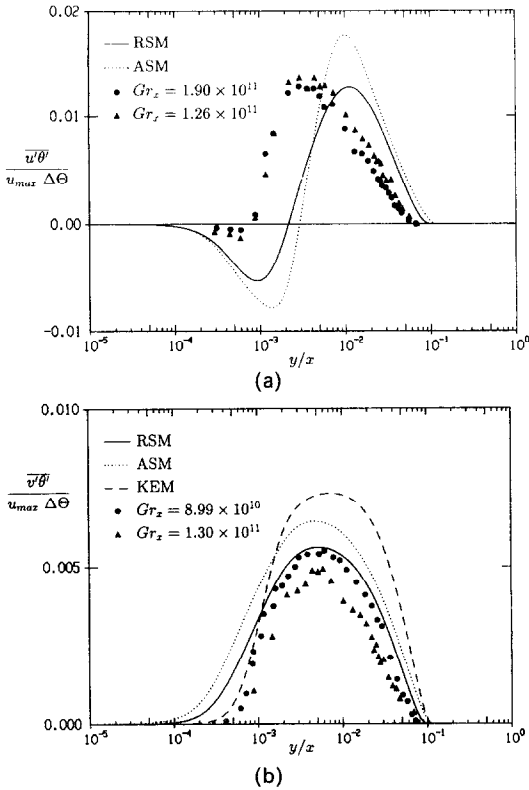 0.02
RSM
ASM
Gr_x = 1.90 × 10^11
Gr_x = 1.26 × 10^11
0.01
u'θ'
u_max ΔΘ
0.00
-0.01
10^-5 10^-4 10^-3 10^-2 10^-1 10^0
y/x
(a)
0.010
RSM
ASM
KEM
Gr_x = 8.99 × 10^10
Gr_x = 1.30 × 10^11
v'θ'
u_max ΔΘ
0.005
0.000
10^-5 10^-4 10^-3 10^-2 10^-1 10^0
y/x
(b)